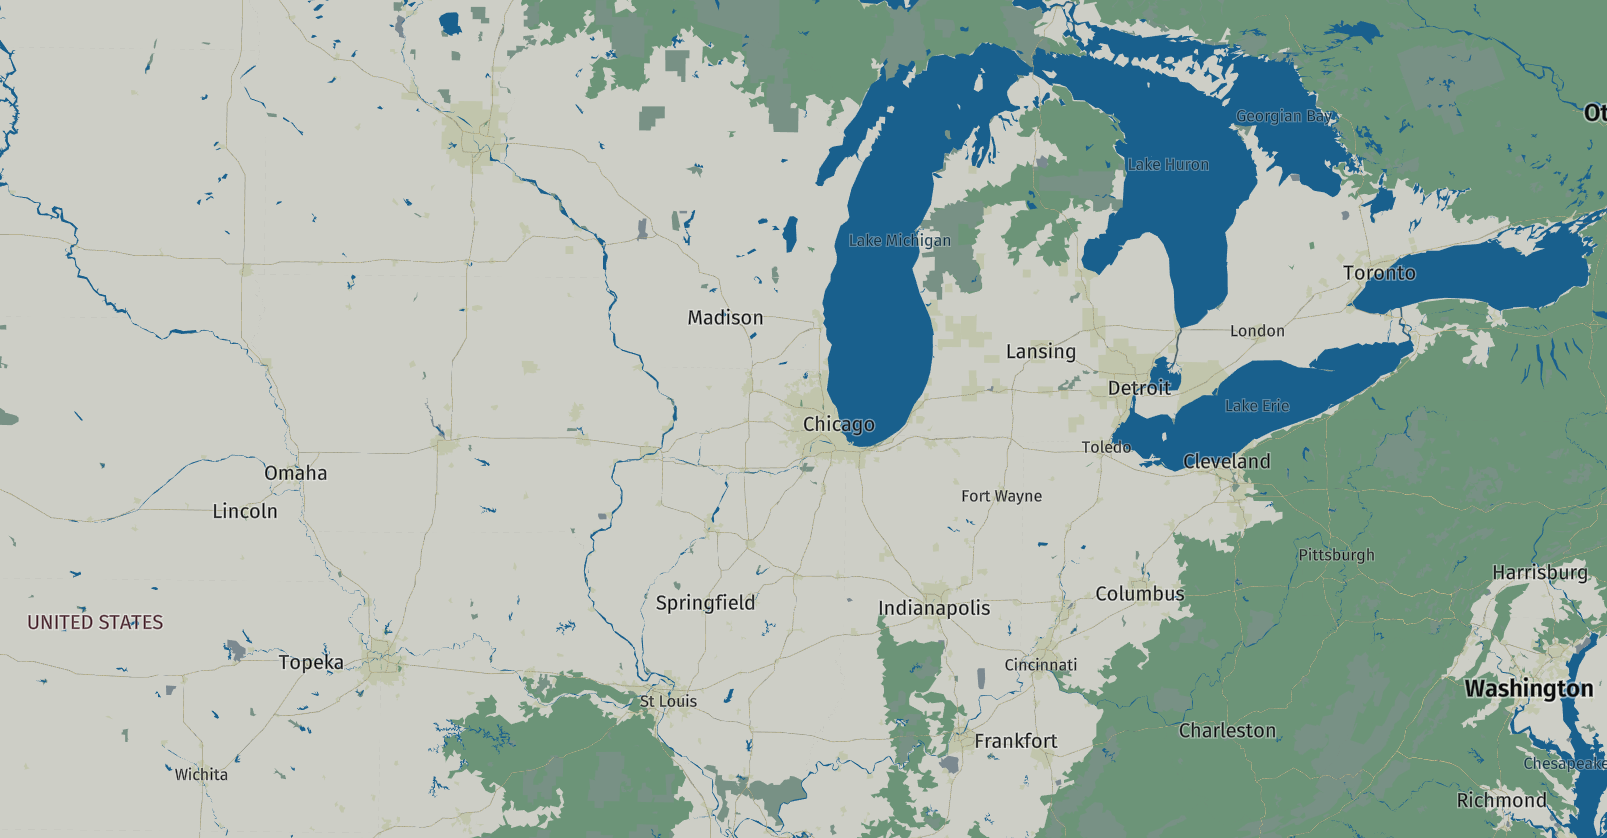 Ot
Georgian Bay
Lake Huron
Lake Michigan
Toronto
Madison
London
Lansing
Detroit
Lake Erie
Chicago
Toledo
Cleveland
Omaha
Fort Wayne
Lincoln
Pittsburgh
Harrisburg
Columbus
Springfield
Indianapolis
UNITED STATES
Topeka
Cincinnati
Washington
St Louis
Charleston
Frankfort
Chesapeake
Wichita
Richmond